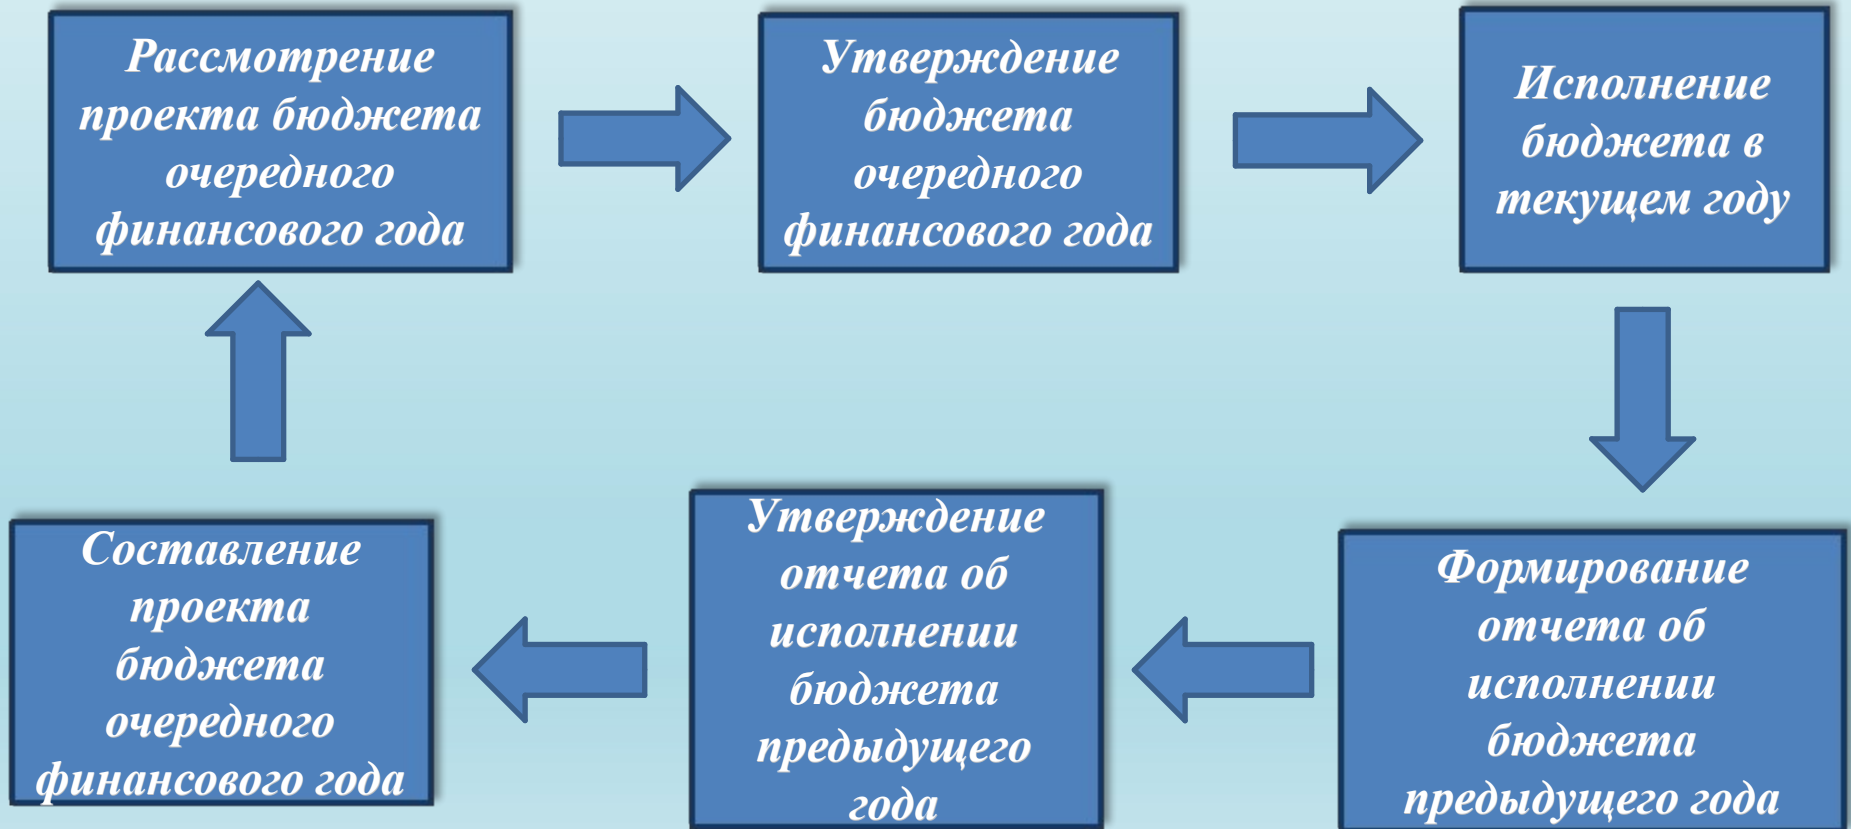 Рассмотрение
проекта бюджета
очередного
финансового года
Утверждение
бюджета
очередного
финансового года
Исполнение
бюджета в
текущем году
Составление
проекта
бюджета
очередного
финансового года
Утверждение
отчета об
исполнении
бюджета
предыдущего
года
Формирование
отчета об
исполнении
бюджета
предыдущего года